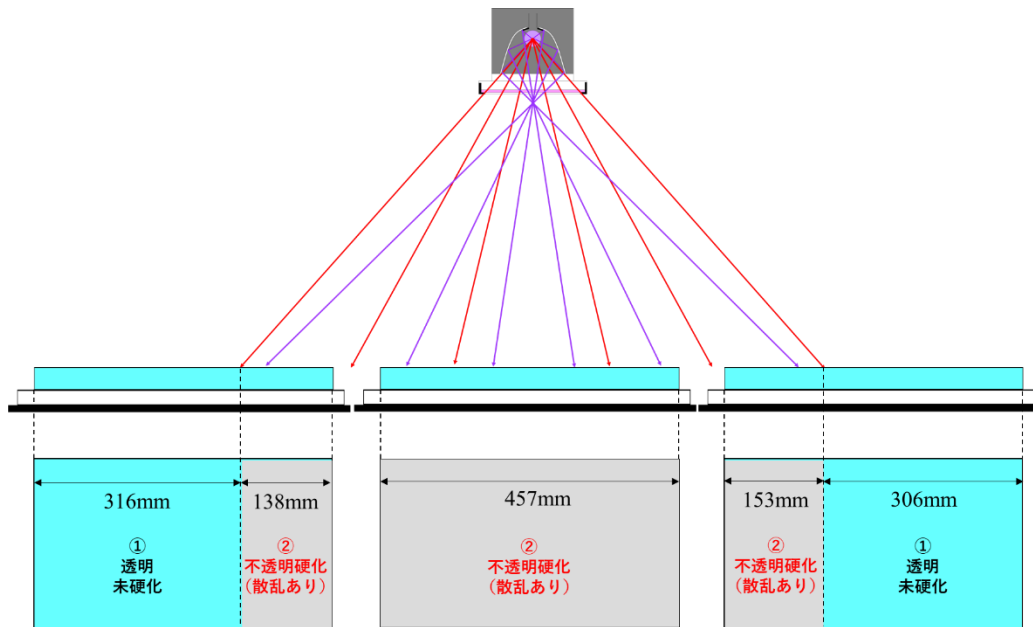 316mm
①
透明
未硬化
138mm
②
不透明硬化
(散乱あり)
457mm
②
不透明硬化
(散乱あり)
153mm
②
不透明硬化
(散乱あり)
306mm
①
透明
未硬化